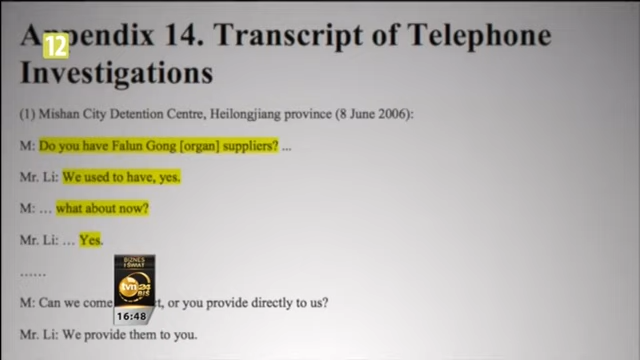 Appendix 14. Transcript of Telephone
Investigations
12
(1) Mishan City Detention Centre, Heilongjiang province (8 June 2006):
M: Do you have Falun Gong [organ] suppliers? ...
Mr. Li: We used to have, yes.
M: ... what about now?
Mr. Li: ... Yes.
......
BIZNES
I ŚWIAT
tvn24
BiS
16:48
M: Can we come , or you provide directly to us?
Mr. Li: We provide them to you.